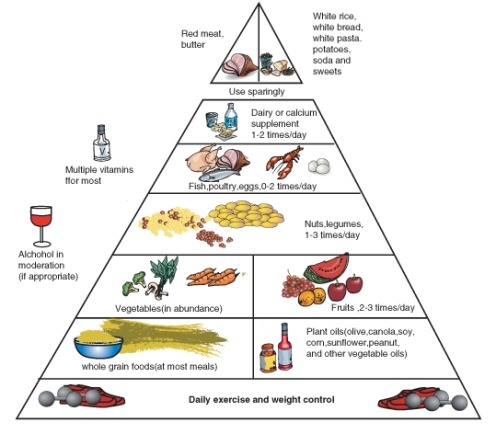 Red meat,
butter
White rice,
white bread,
white pasta.
potatoes,
soda and
sweets
Use sparingly
Dairy or calcium
supplement
1-2 times/day
Multiple vitamins
ffor most
Fish,poultry,eggs,0-2 times/day
Nuts,legumes,
1-3 times/day
Alchohol in
moderation
(if appropriate)
Vegetables(in abundance)
Fruits ,2-3 times/day
whole grain foods(at most meals)
Plant oils(olive,canola,soy,
corn,sunflower,peanut,
and other vegetable oils)
Daily exercise and weight control
V